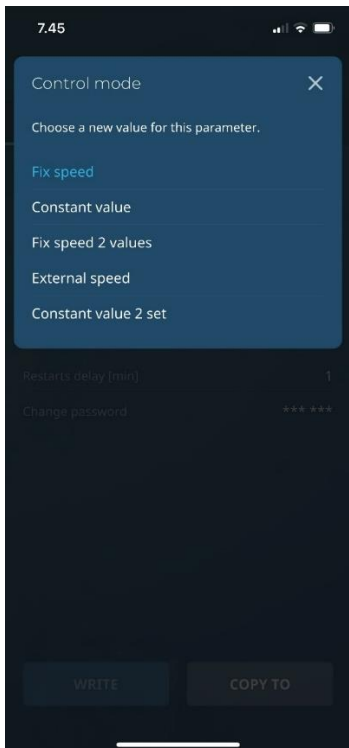 7.45
Control mode
Choose a new value for this parameter.
Fix speed
Constant value
Fix speed 2 values
External speed
Constant value 2 set
Restarts delay [min] 1
Change password *** ***
WRITE COPY TO